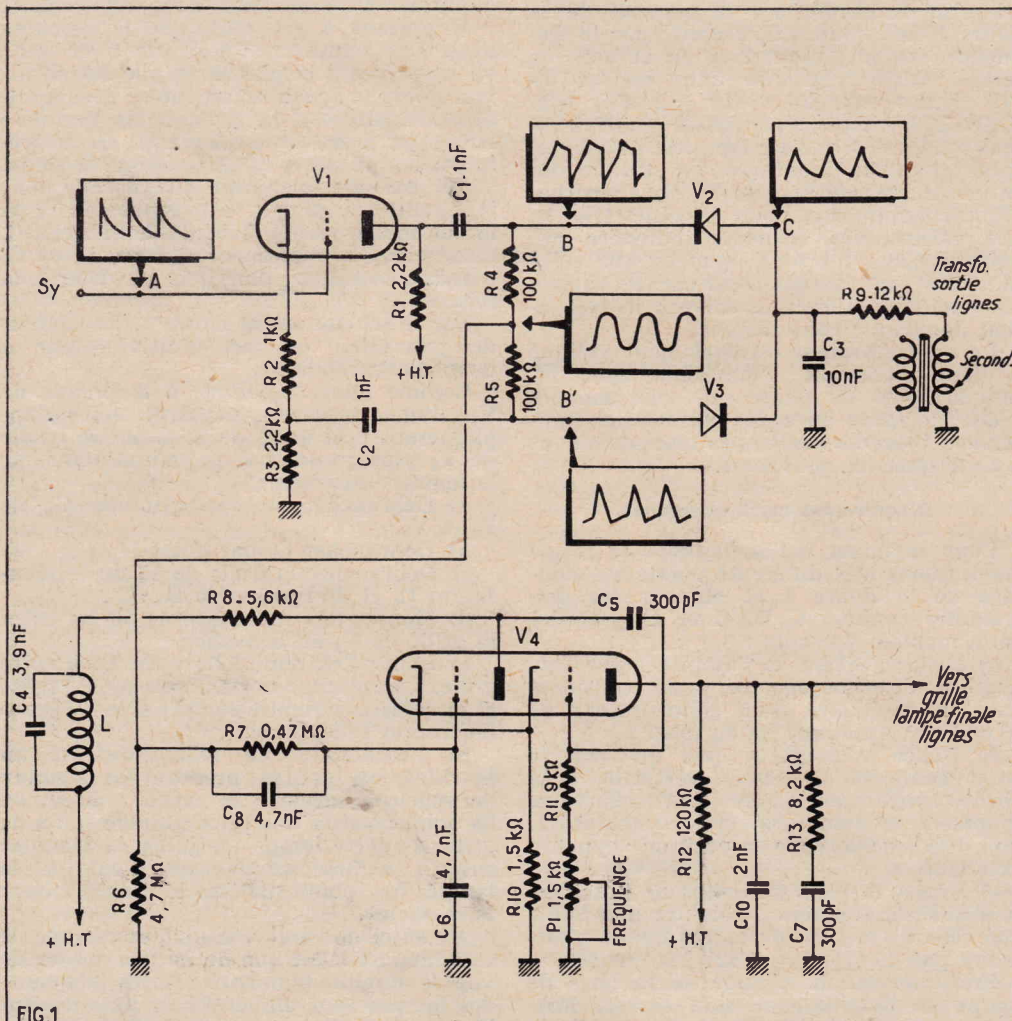 V1
C1.1nF
V2
B
C
Sy
A
R1 2,2kΩ
+ H.T.
R4
100kΩ
Transfo.
sortie
lignes
R9.12kΩ
Second.
C3
10nF
R2 1kΩ
R5
100kΩ
B'
V3
1nF
C2
R3 2,2kΩ
R8.5,6kΩ
C5
300pF
V4
C4 3,9nF
L
Vers
grille
lampe finale
lignes
R7 0,47MΩ
C8 4,7nF
R6
4,7MΩ
+ H.T
4,7nF
C6
R10 1,5kΩ
R11 9kΩ
P1 1,5kΩ
FREQUENCE
R12 120kΩ
+ H.T
2nF
C10
R13 8,2kΩ
C7
300pF
FIG.1